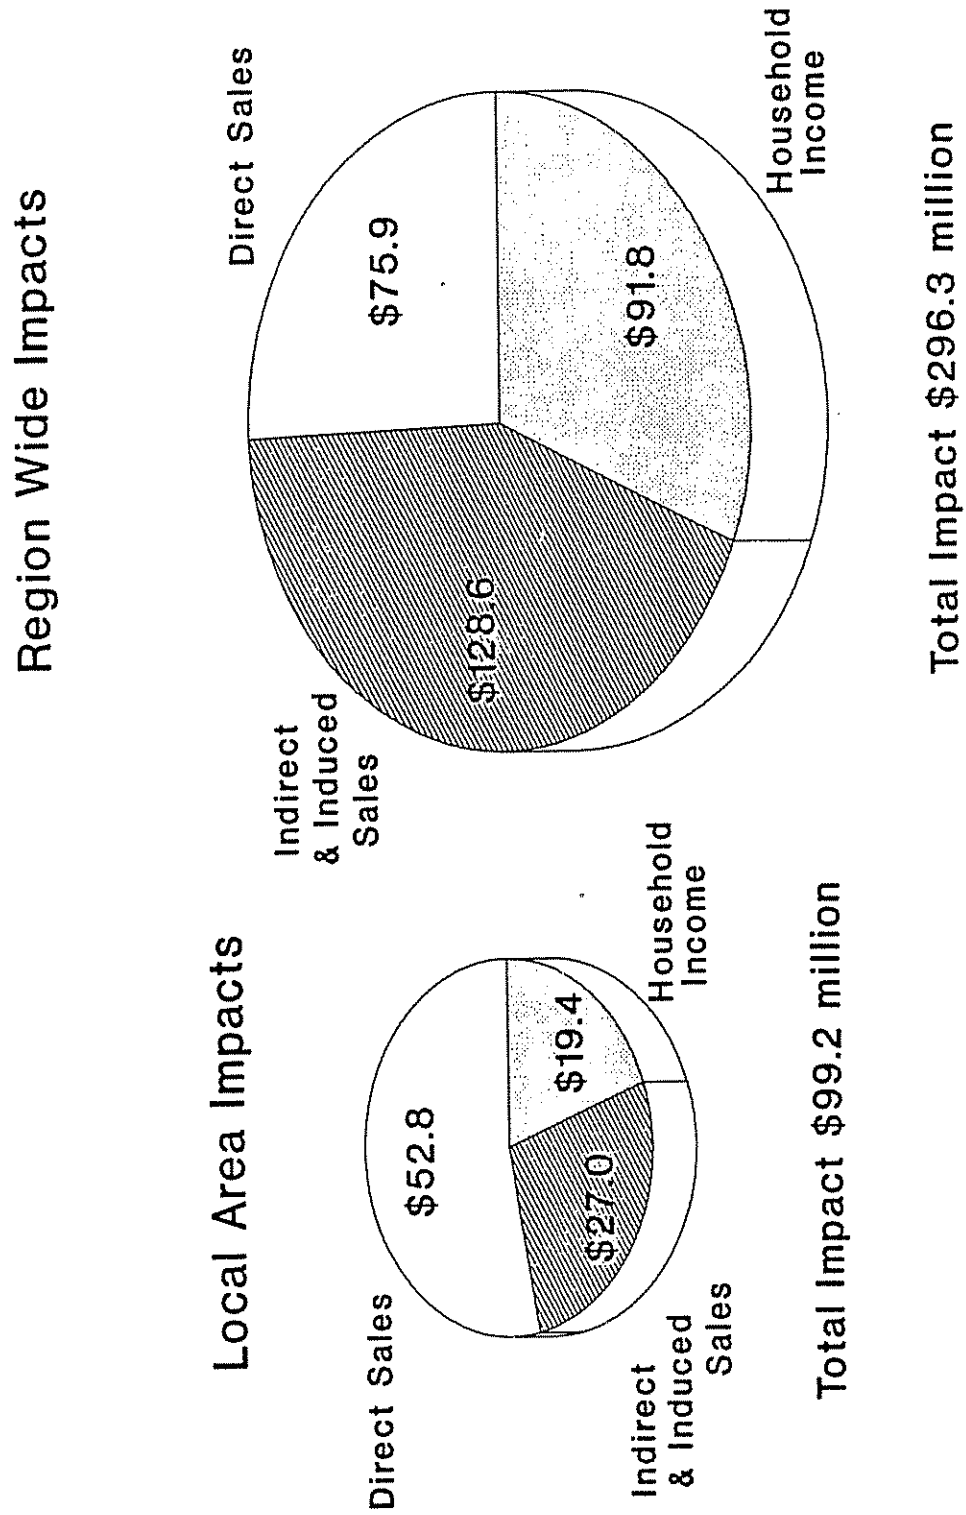 Local Area Impacts
Direct Sales
$52.8
$19.4
$27.0
Household
Income
Indirect
& Induced
Sales
Total Impact $99.2 million
Region Wide Impacts
Direct Sales
$75.9
Indirect
& Induced
Sales
$128.6
$91.8
Household
Income
Total Impact $296.3 million